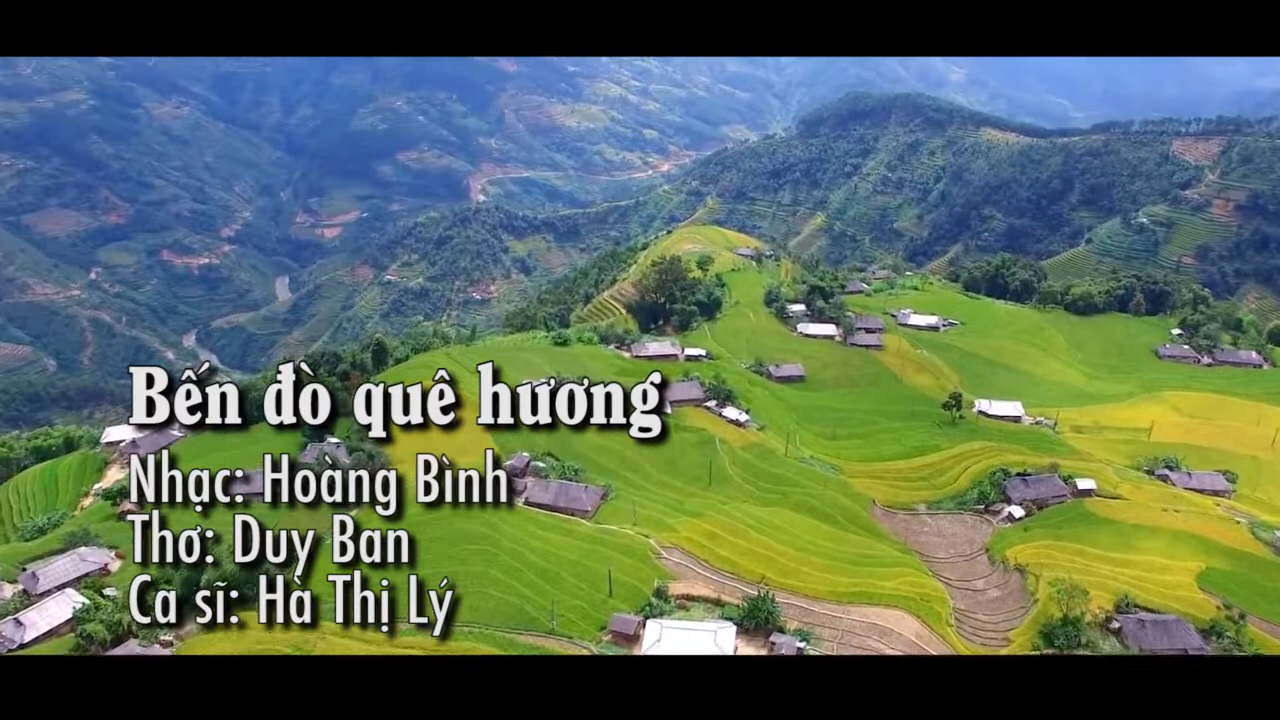 Bến đò quê hương
Nhạc: Hoàng Bình
Thơ: Duy Ban
Ca sĩ: Hà Thị Lý